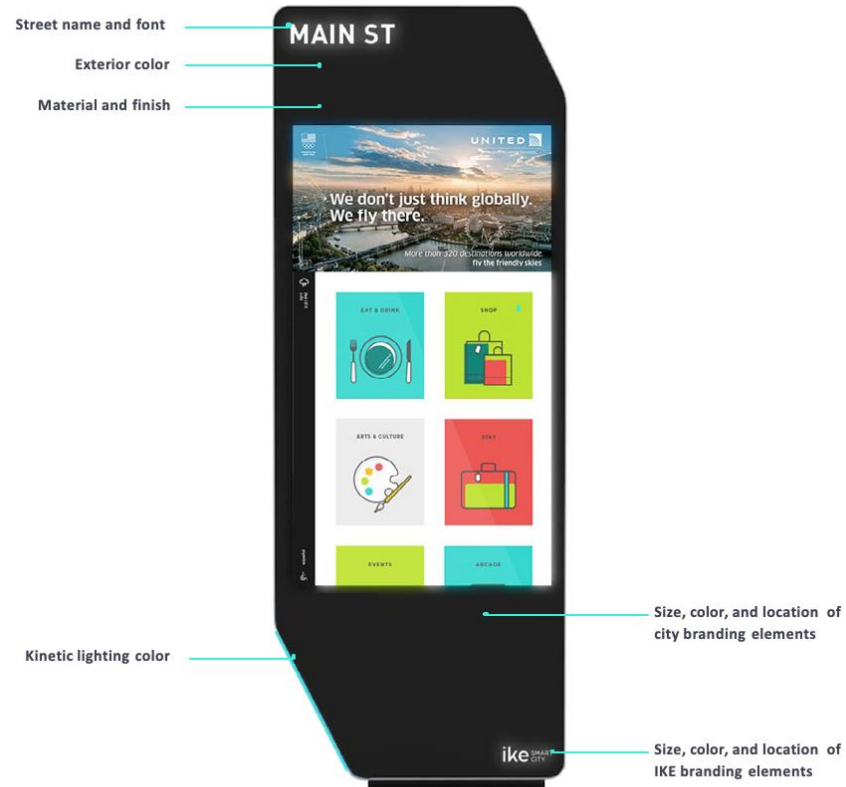 Street name and font
MAIN ST
Exterior color
Material and finish
UNITED
We don't just think globally.
We fly there.
More than 320 destinations worldwide
fly the friendly skies
EAT & DRINK
SHOP
ARTS & CULTURE
STAY
EVENTS
ARCADE
Size, color, and location of
city branding elements
Kinetic lighting color
ike SMART
CITY
Size, color, and location of
IKE branding elements